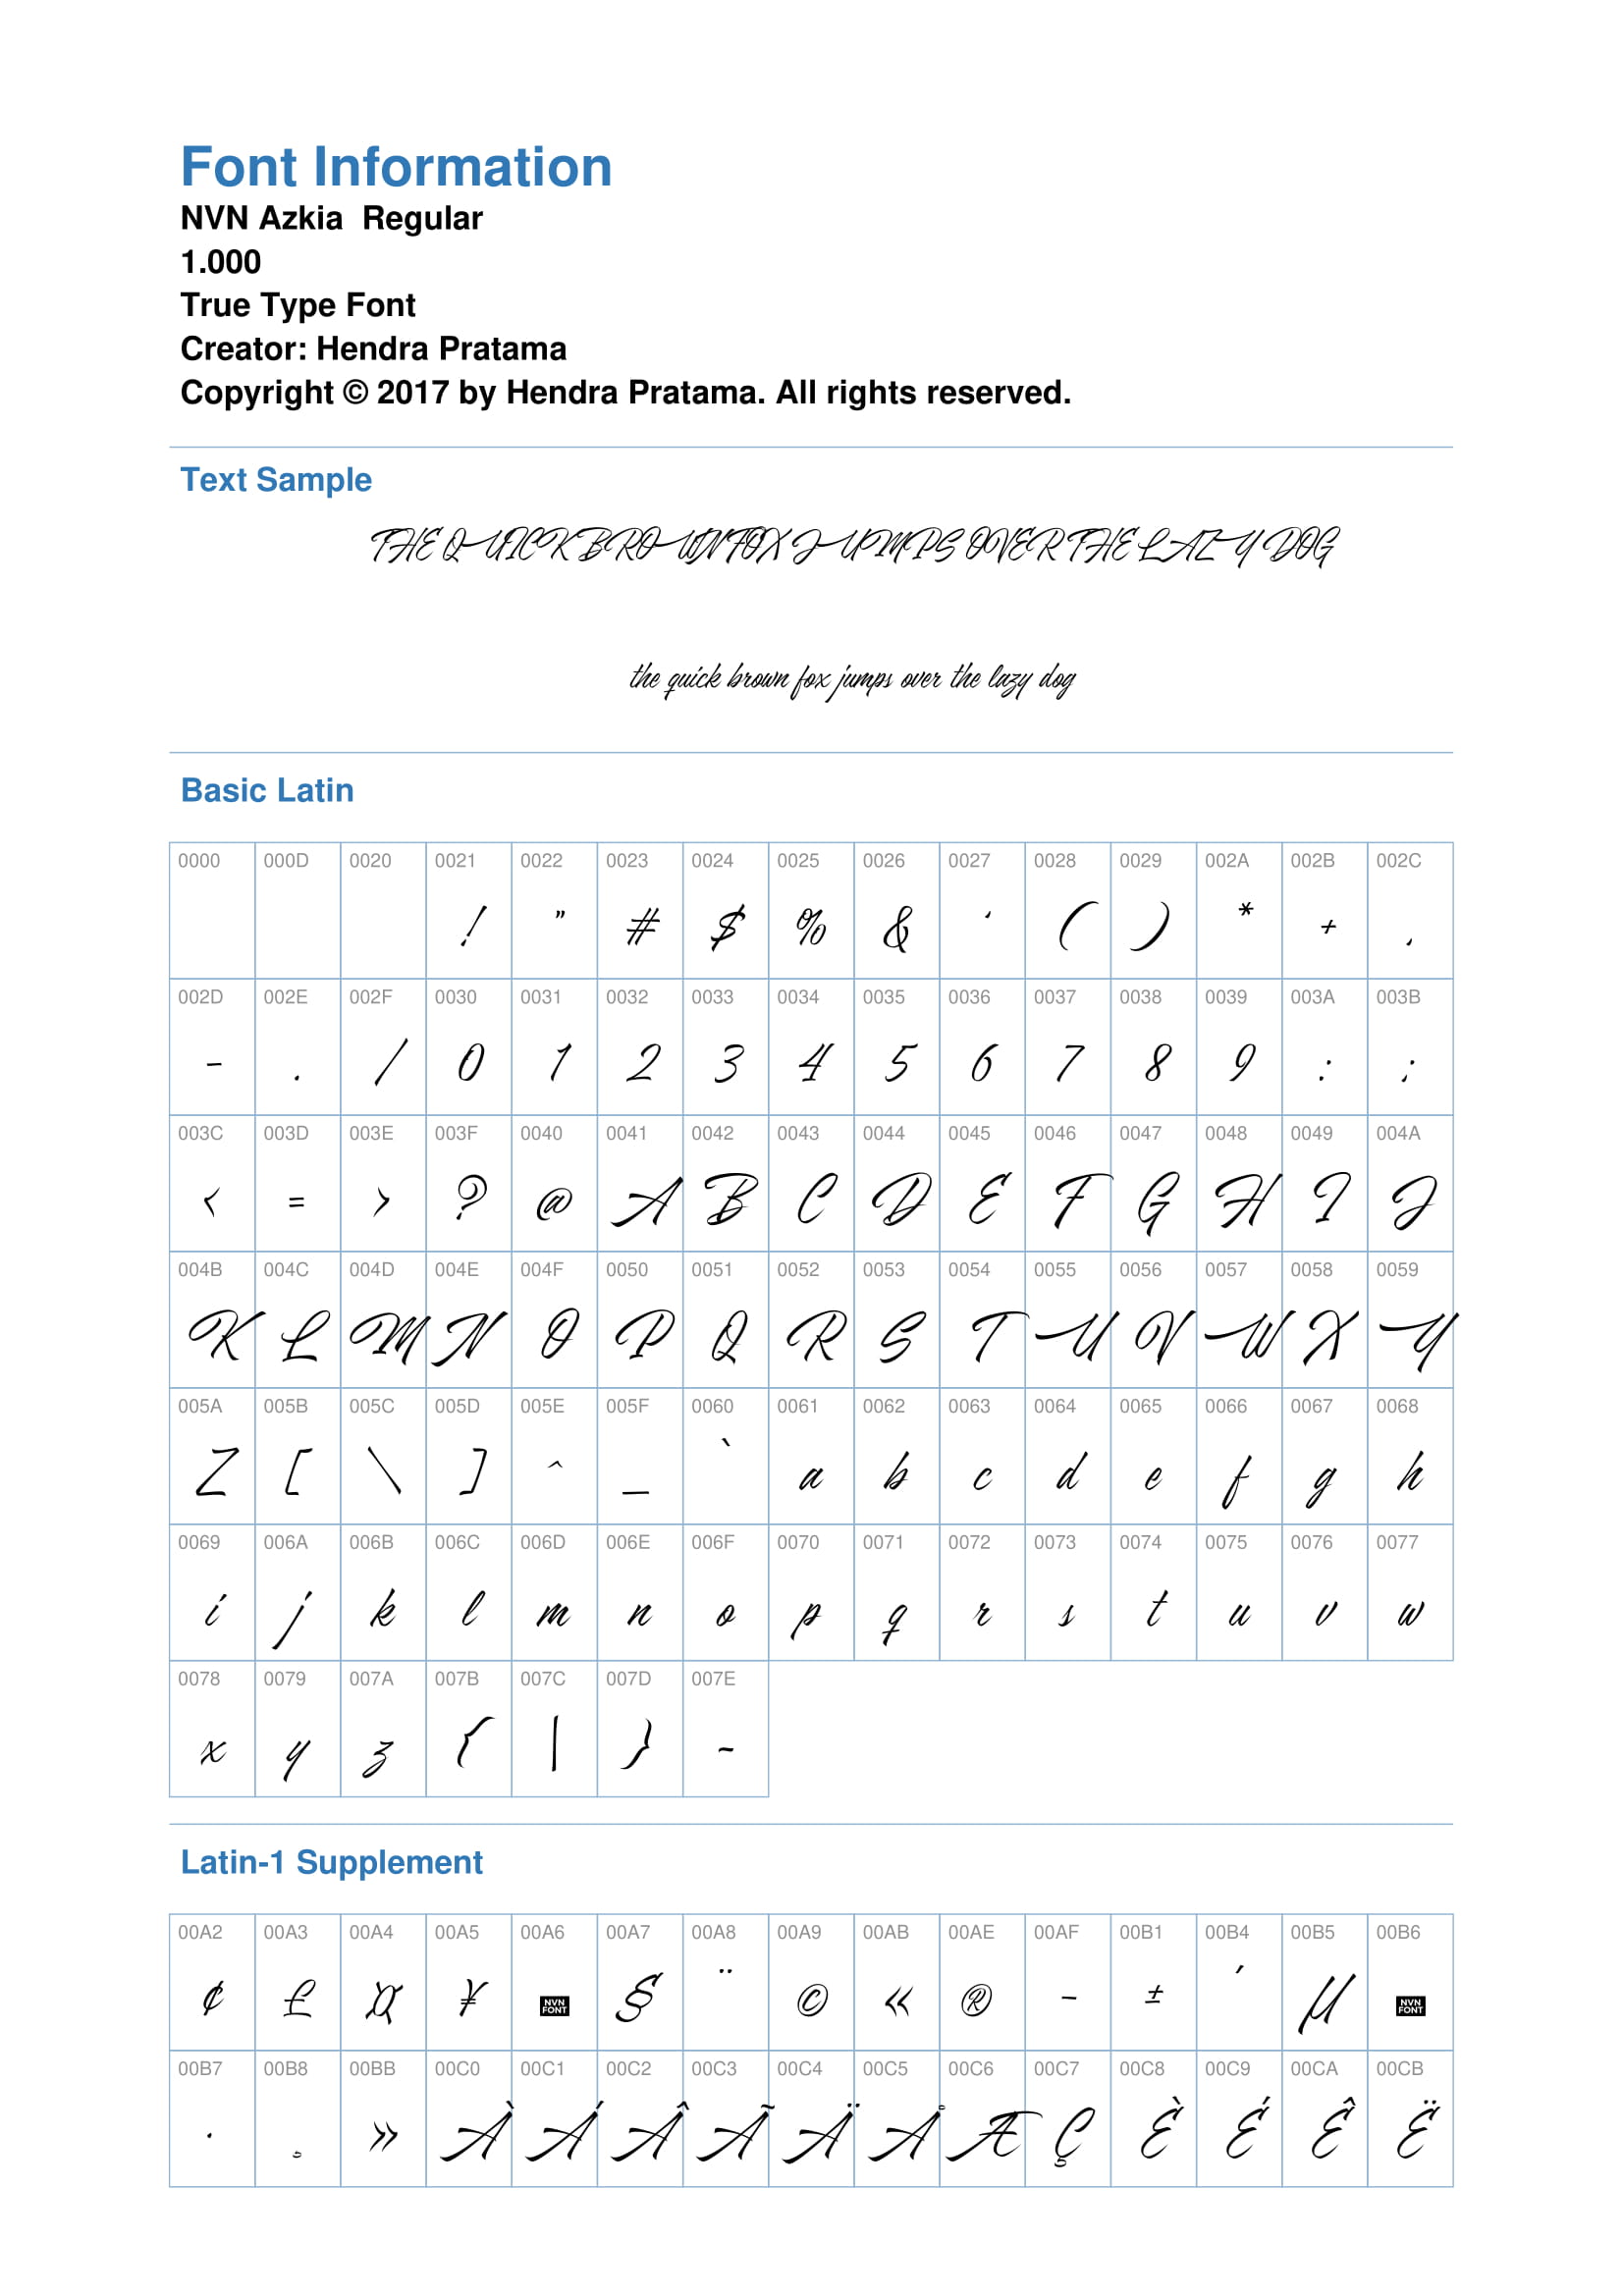 Font Information
NVN Azkia  Regular
1.000
True Type Font
Creator: Hendra Pratama
Copyright © 2017 by Hendra Pratama. All rights reserved.
Text Sample
THE QUICK BROWN FOX JUMPS OVER THE LAZY DOG
the quick brown fox jumps over the lazy dog
Basic Latin
0000 000D 0020 0021 0022 0023 0024 0025 0026 0027 0028 0029 002A 002B 002C
! " # $ % & ' ( ) * + ,
002D 002E 002F 0030 0031 0032 0033 0034 0035 0036 0037 0038 0039 003A 003B
- . / 0 1 2 3 4 5 6 7 8 9 : ;
003C 003D 003E 003F 0040 0041 0042 0043 0044 0045 0046 0047 0048 0049 004A
< = > ? @ A B C D E F G H I J
004B 004C 004D 004E 004F 0050 0051 0052 0053 0054 0055 0056 0057 0058 0059
K L M N O P Q R S T U V W X Y
005A 005B 005C 005D 005E 005F 0060 0061 0062 0063 0064 0065 0066 0067 0068
Z [ \ ] ^ _ ` a b c d e f g h
0069 006A 006B 006C 006D 006E 006F 0070 0071 0072 0073 0074 0075 0076 0077
i j k l m n o p q r s t u v w
0078 0079 007A 007B 007C 007D 007E
x y z { | } ~
Latin-1 Supplement
00A2 00A3 00A4 00A5 00A6 00A7 00A8 00A9 00AB 00AE 00AF 00B1 00B4 00B5 00B6
¢ £ ¤ ¥ NVN FONT § ¨ © « ® ¯ ± ´ µ NVN FONT
00B7 00B8 00BB 00C0 00C1 00C2 00C3 00C4 00C5 00C6 00C7 00C8 00C9 00CA 00CB
· ¸ » À Á Â Ã Ä Å Æ Ç È É Ê Ë